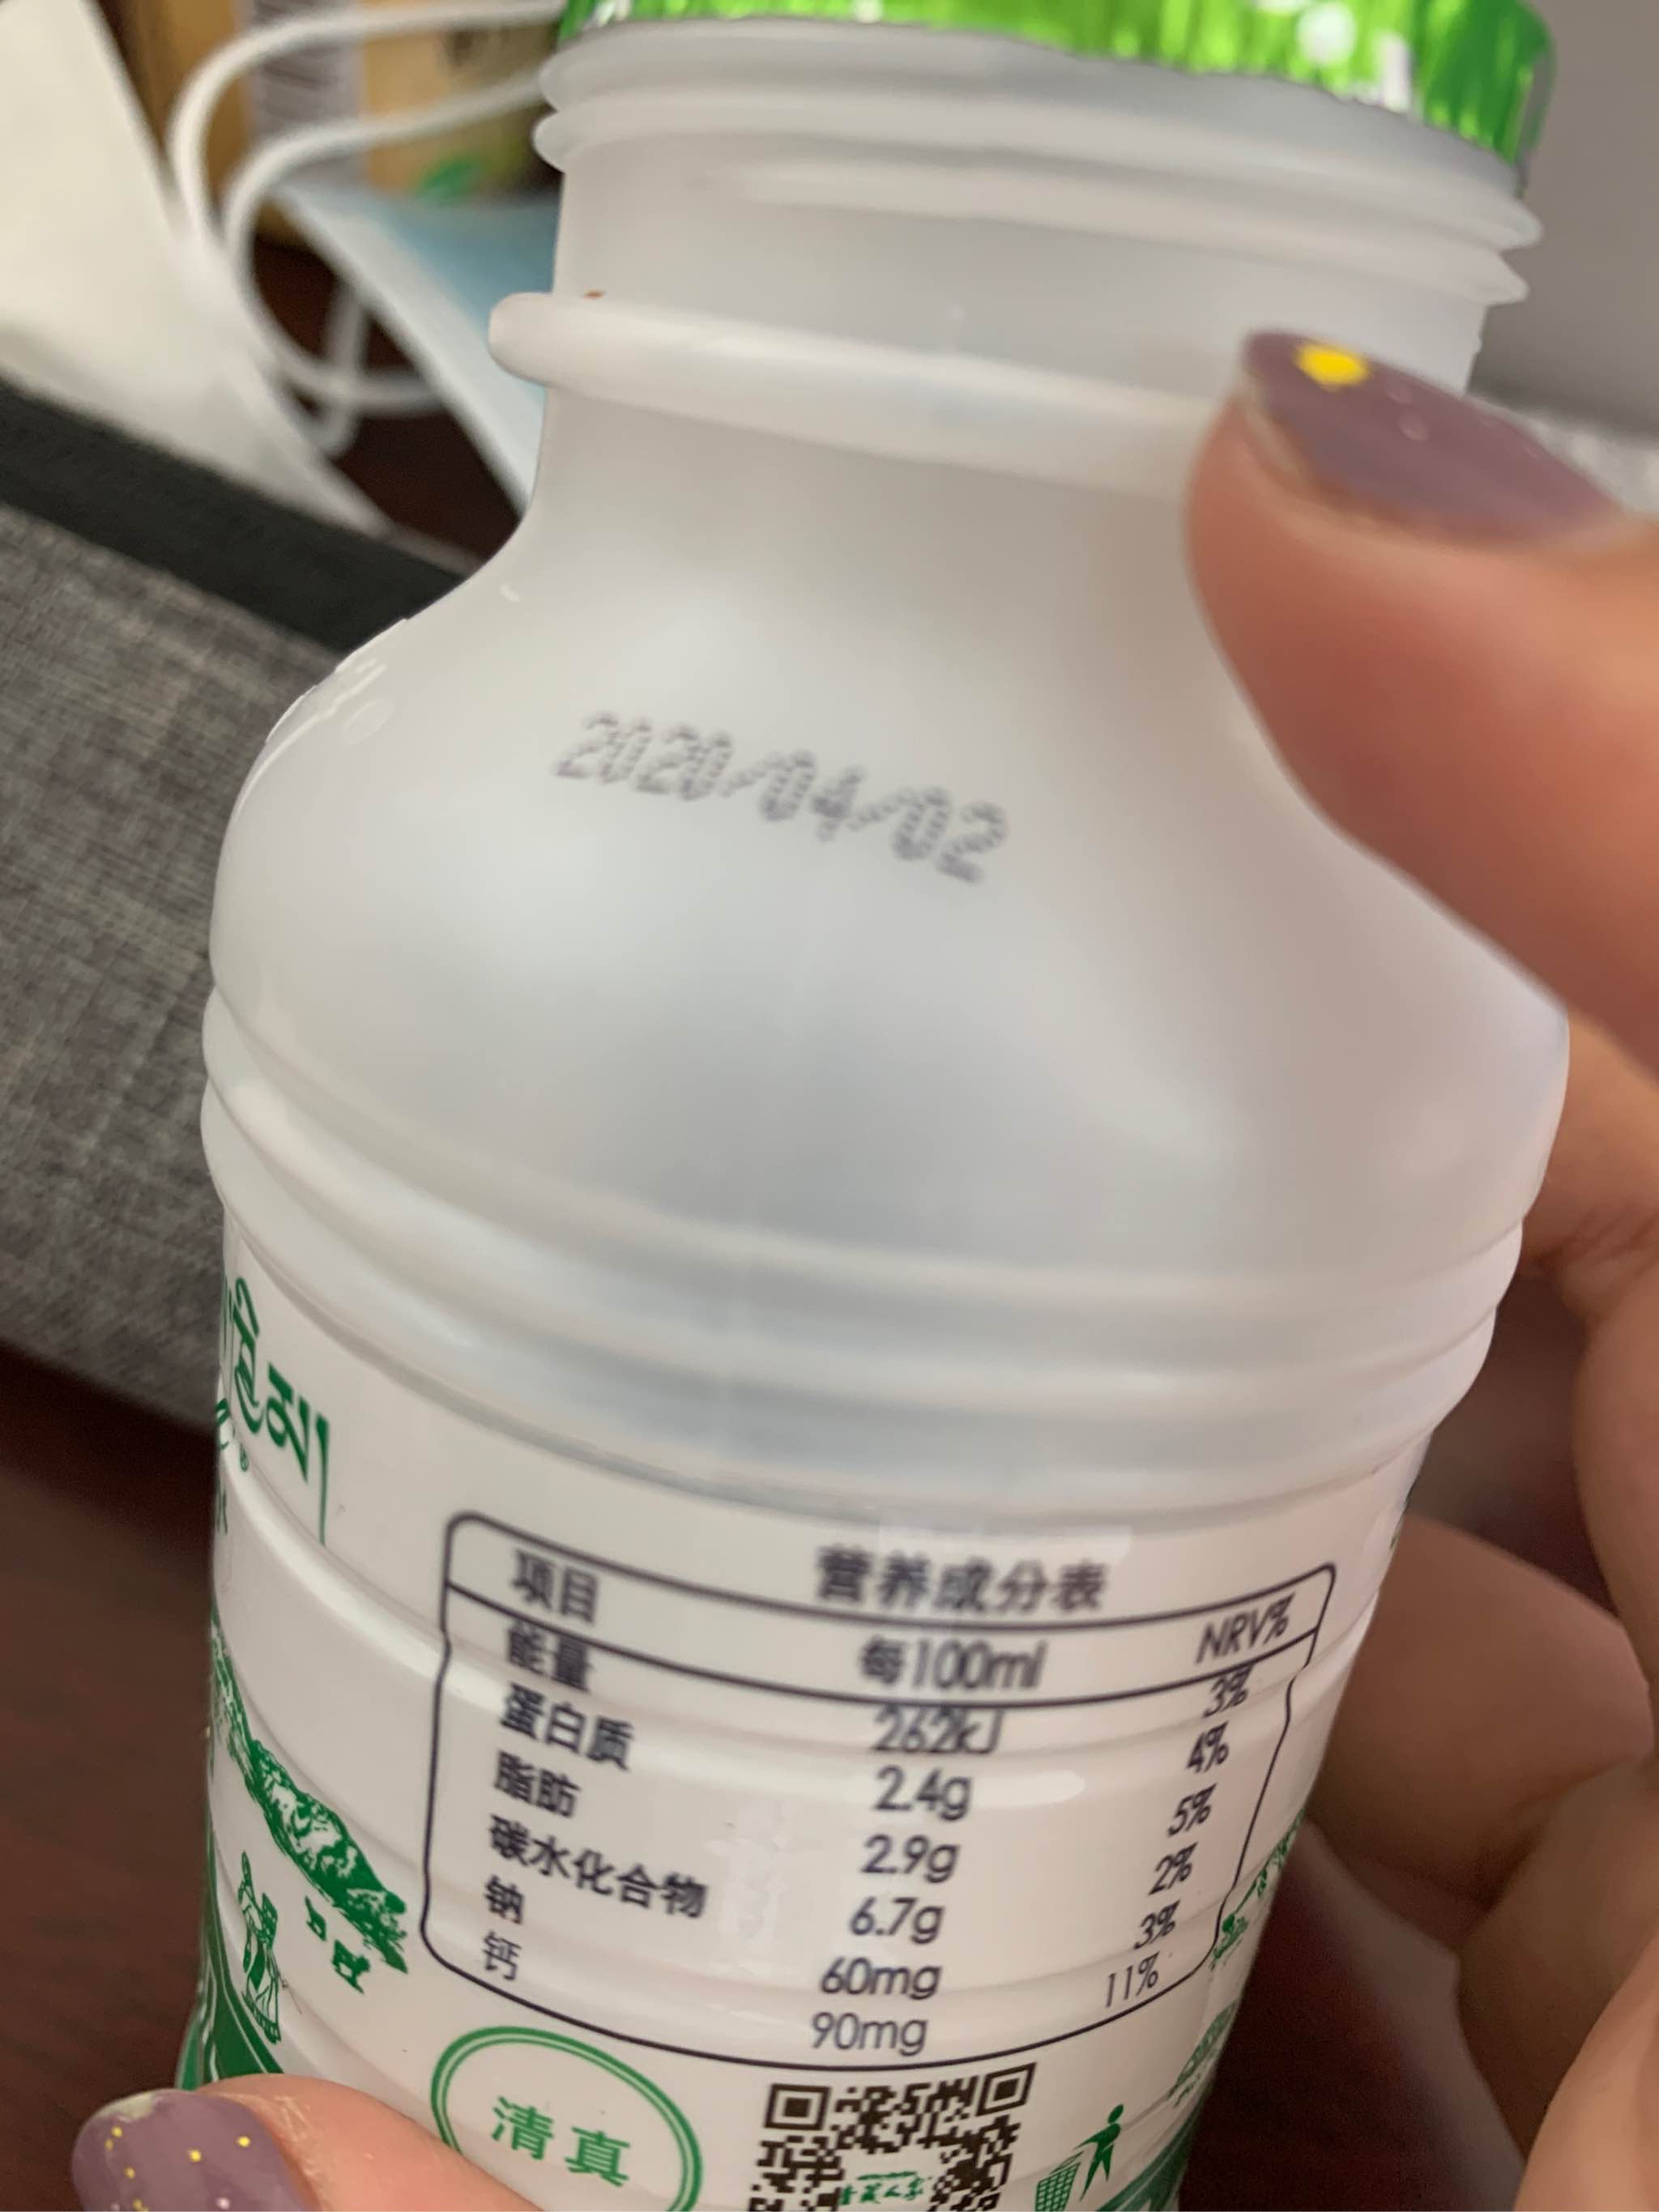 2020/04/02
营养成分表
项目 每100ml NRV%
能量 262kJ 3%
蛋白质 2.4g 4%
脂肪 2.9g 5%
碳水化合物 6.7g 2%
钠 60mg 3%
钙 90mg 11%
清真